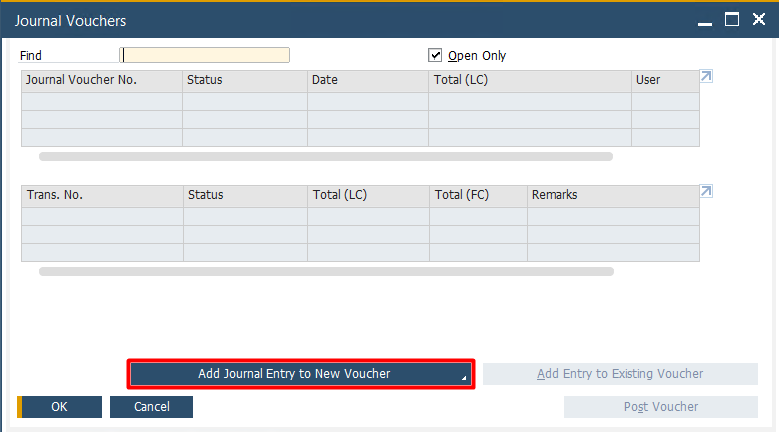 Journal Vouchers
Find Open Only
Journal Voucher No. Status Date Total (LC) User
Trans. No. Status Total (LC) Total (FC) Remarks
Add Journal Entry to New Voucher Add Entry to Existing Voucher
OK Cancel Post Voucher